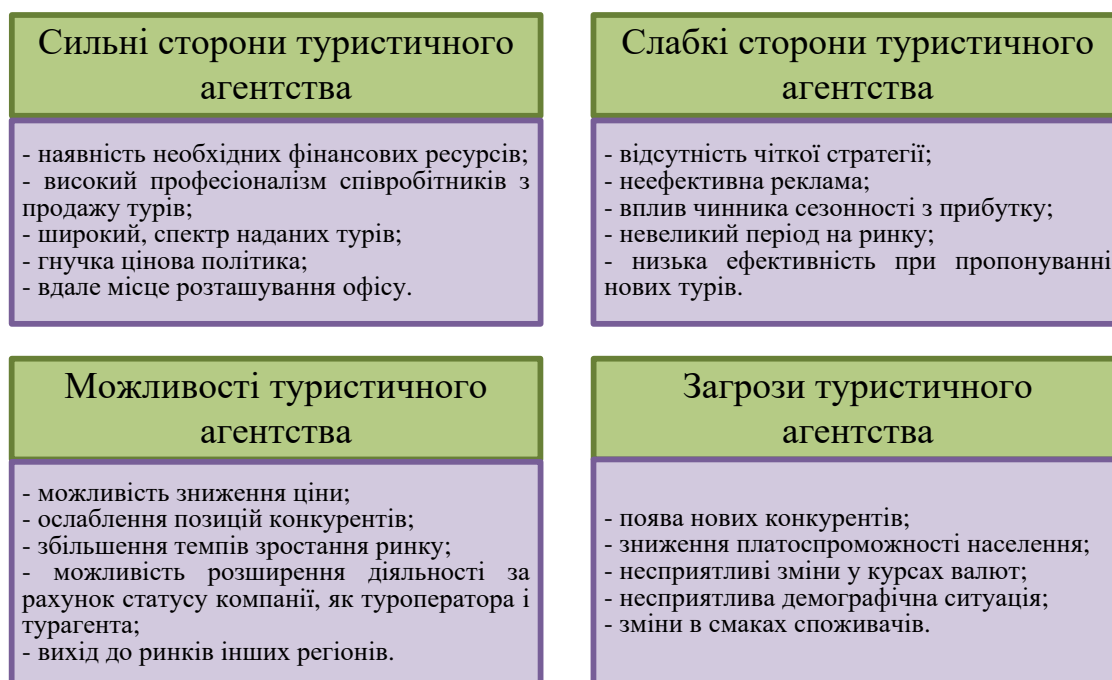 Сильні сторони туристичного
агентства
- наявність необхідних фінансових ресурсів;
- високий професіоналізм співробітників з
продажу турів;
- широкий, спектр наданих турів;
- гнучка цінова політика;
- вдале місце розташування офісу.
Слабкі сторони туристичного
агентства
- відсутність чіткої стратегії;
- неефективна реклама;
- вплив чинника сезонності з прибутку;
- невеликий період на ринку;
- низька ефективність при пропонуванні
нових турів.
Можливості туристичного
агентства
- можливість зниження ціни;
- ослаблення позицій конкурентів;
- збільшення темпів зростання ринку;
- можливість розширення діяльності за
рахунок статусу компанії, як туроператора і
турагента;
- вихід до ринків інших регіонів.
Загрози туристичного
агентства
- поява нових конкурентів;
- зниження платоспроможності населення;
- несприятливі зміни у курсах валют;
- несприятлива демографічна ситуація;
- зміни в смаках споживачів.